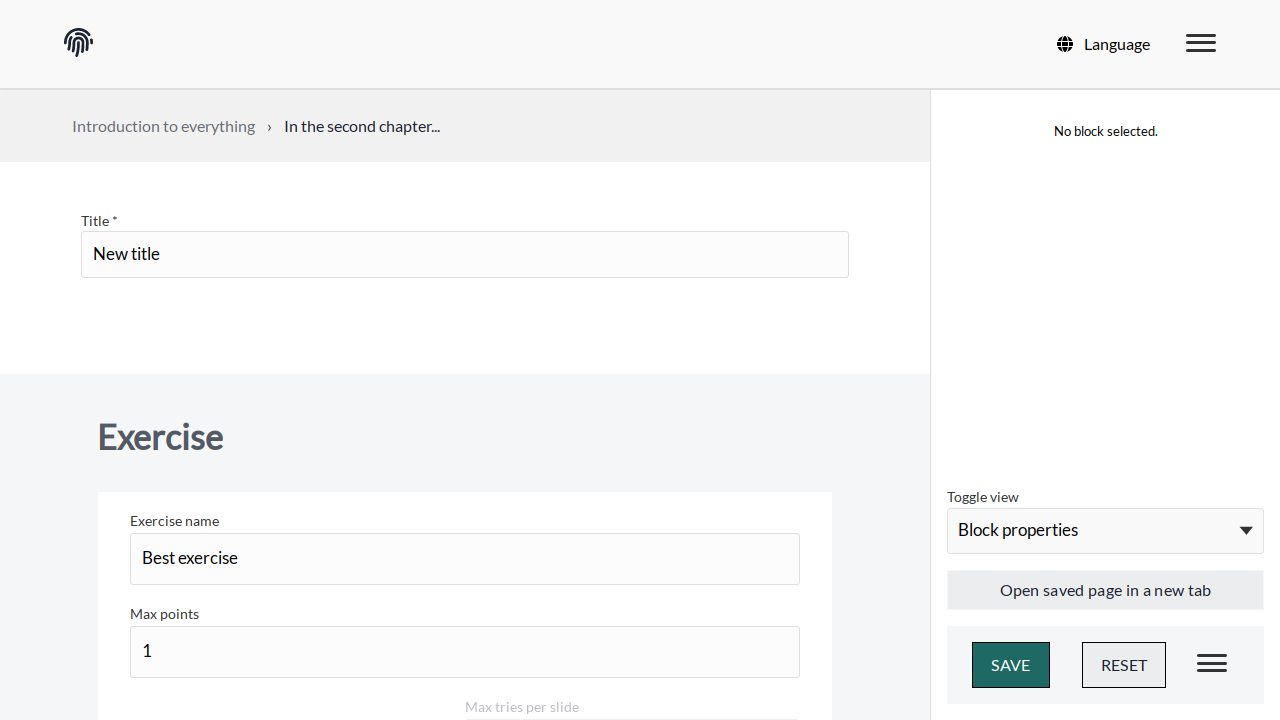 Language
Introduction to everything › In the second chapter...
No block selected.
Title *
New title
Exercise
Exercise name
Best exercise
Max points
1
Max tries per slide
Toggle view
Block properties
Open saved page in a new tab
SAVE
RESET